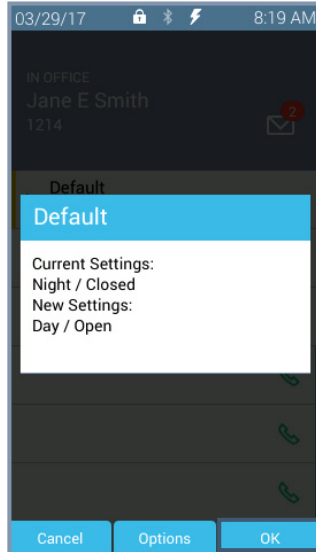 03/29/17 8:19 AM
IN OFFICE
Jane E Smith
1214
2
Default
Default
Current Settings:
Night / Closed
New Settings:
Day / Open
Cancel Options OK